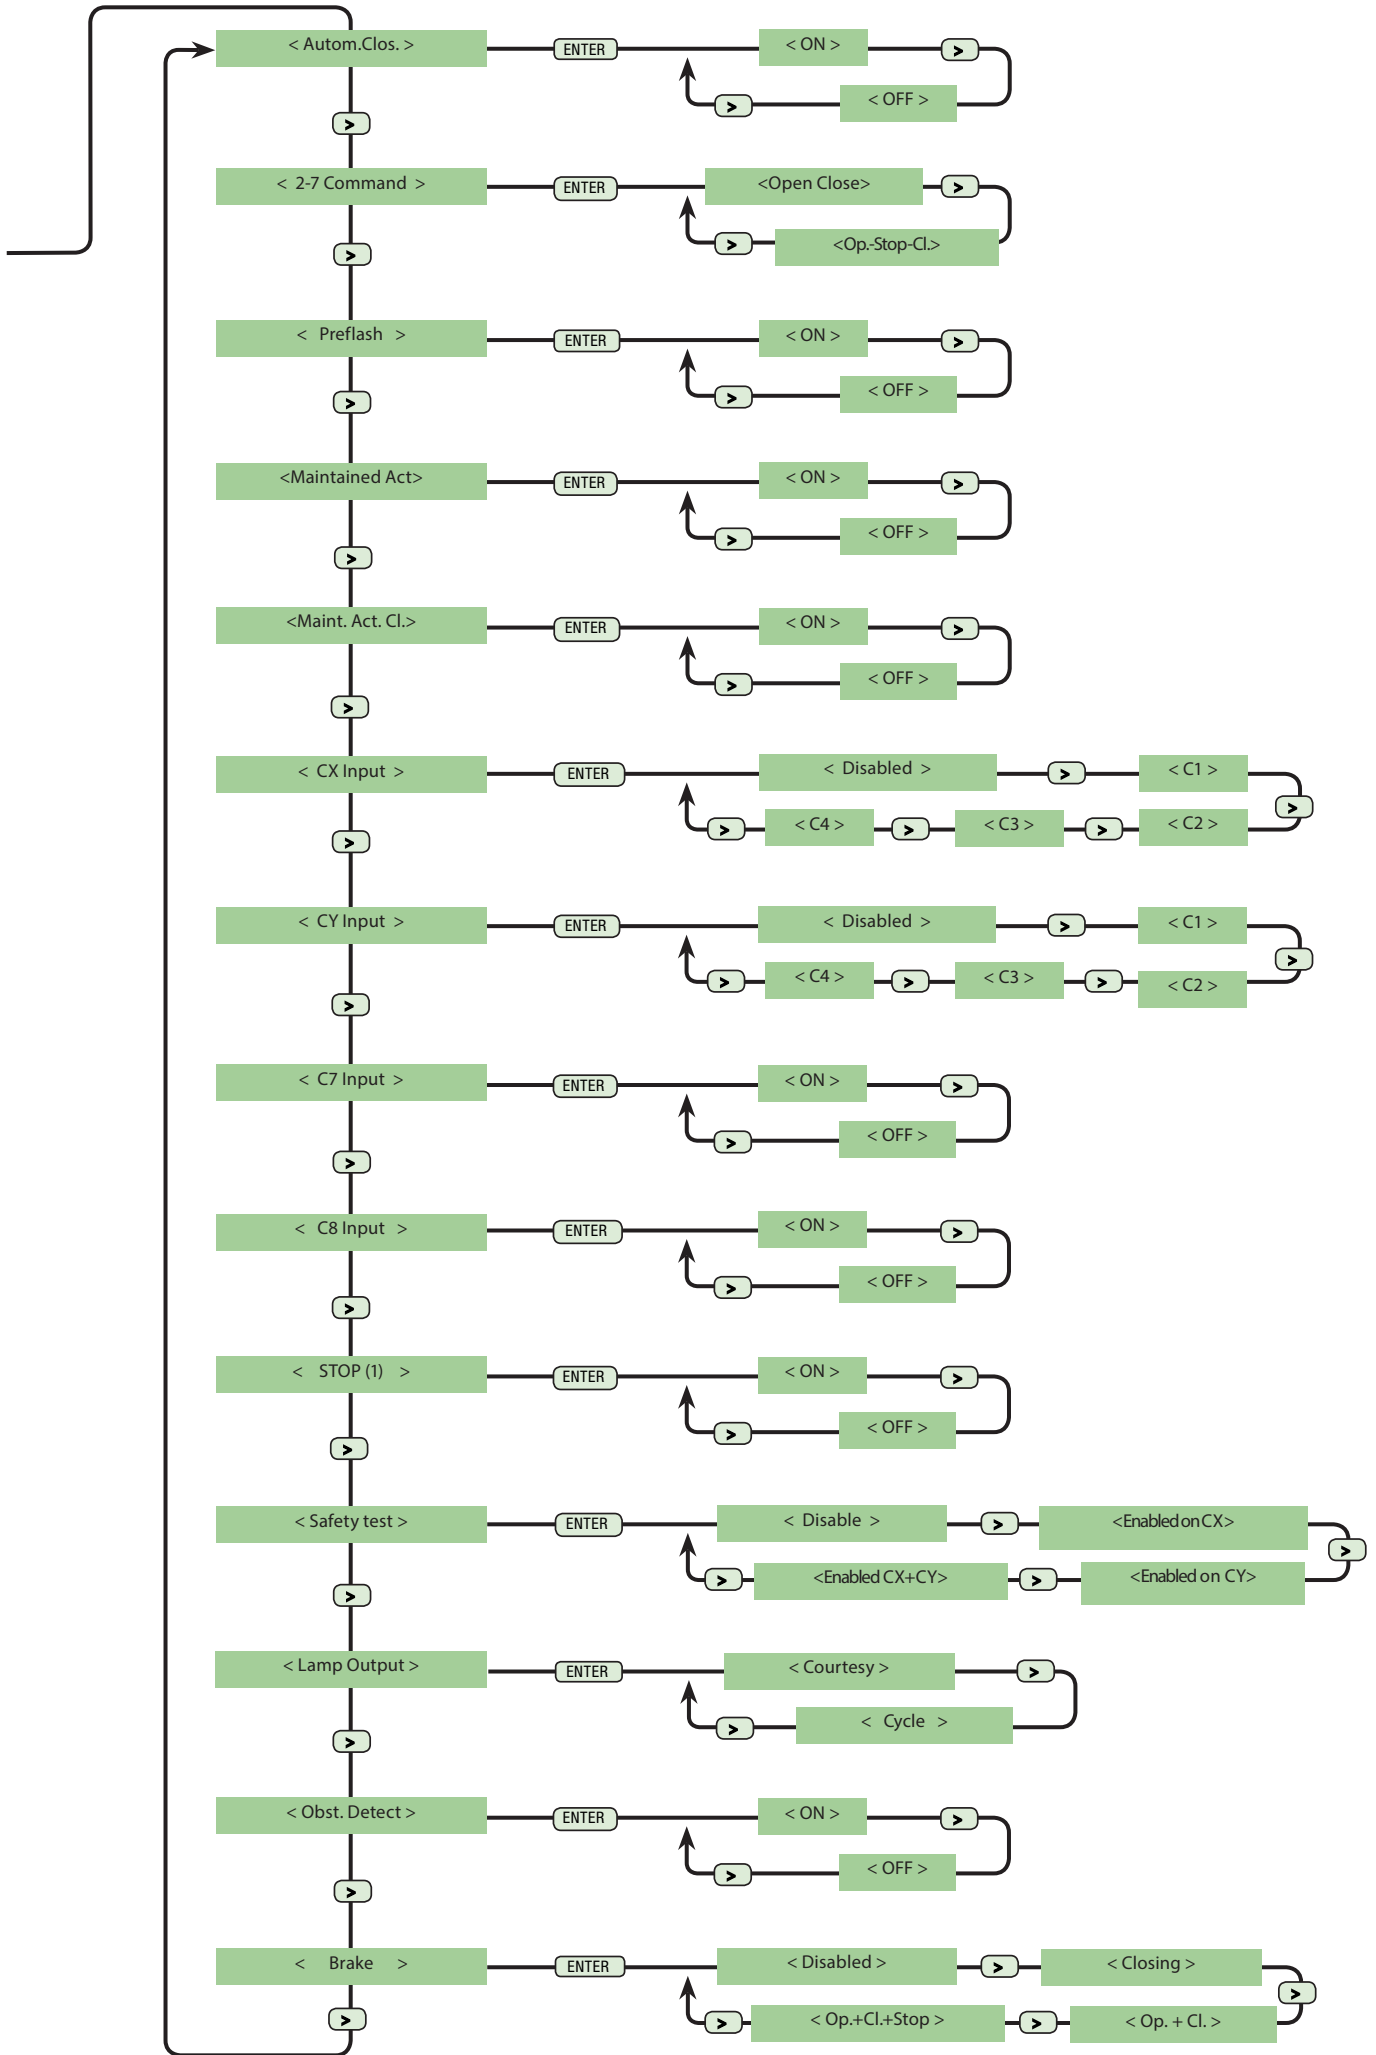 < Autom.Clos. > ENTER < ON > >
> < OFF >
>
< 2-7 Command > ENTER <Open Close> >
> <Op.-Stop-Cl.>
>
< Preflash > ENTER < ON > >
> < OFF >
>
<Maintained Act> ENTER < ON > >
> < OFF >
>
<Maint. Act. Cl.> ENTER < ON > >
> < OFF >
>
< CX Input > ENTER < Disabled > > < C1 >
>
> < C4 > > < C3 > > < C2 >
>
< CY Input > ENTER < Disabled > > < C1 >
>
> < C4 > > < C3 > > < C2 >
>
< C7 Input > ENTER < ON > >
> < OFF >
>
< C8 Input > ENTER < ON > >
> < OFF >
>
< STOP (1) > ENTER < ON > >
> < OFF >
>
< Safety test > ENTER < Disable > > <Enabled on CX>
>
> <Enabled CX+CY> > <Enabled on CY>
>
< Lamp Output > ENTER < Courtesy > >
> < Cycle >
>
< Obst. Detect > ENTER < ON > >
> < OFF >
>
< Brake > ENTER < Disabled > > < Closing >
>
> < Op.+Cl.+Stop > > < Op. + Cl. >
>